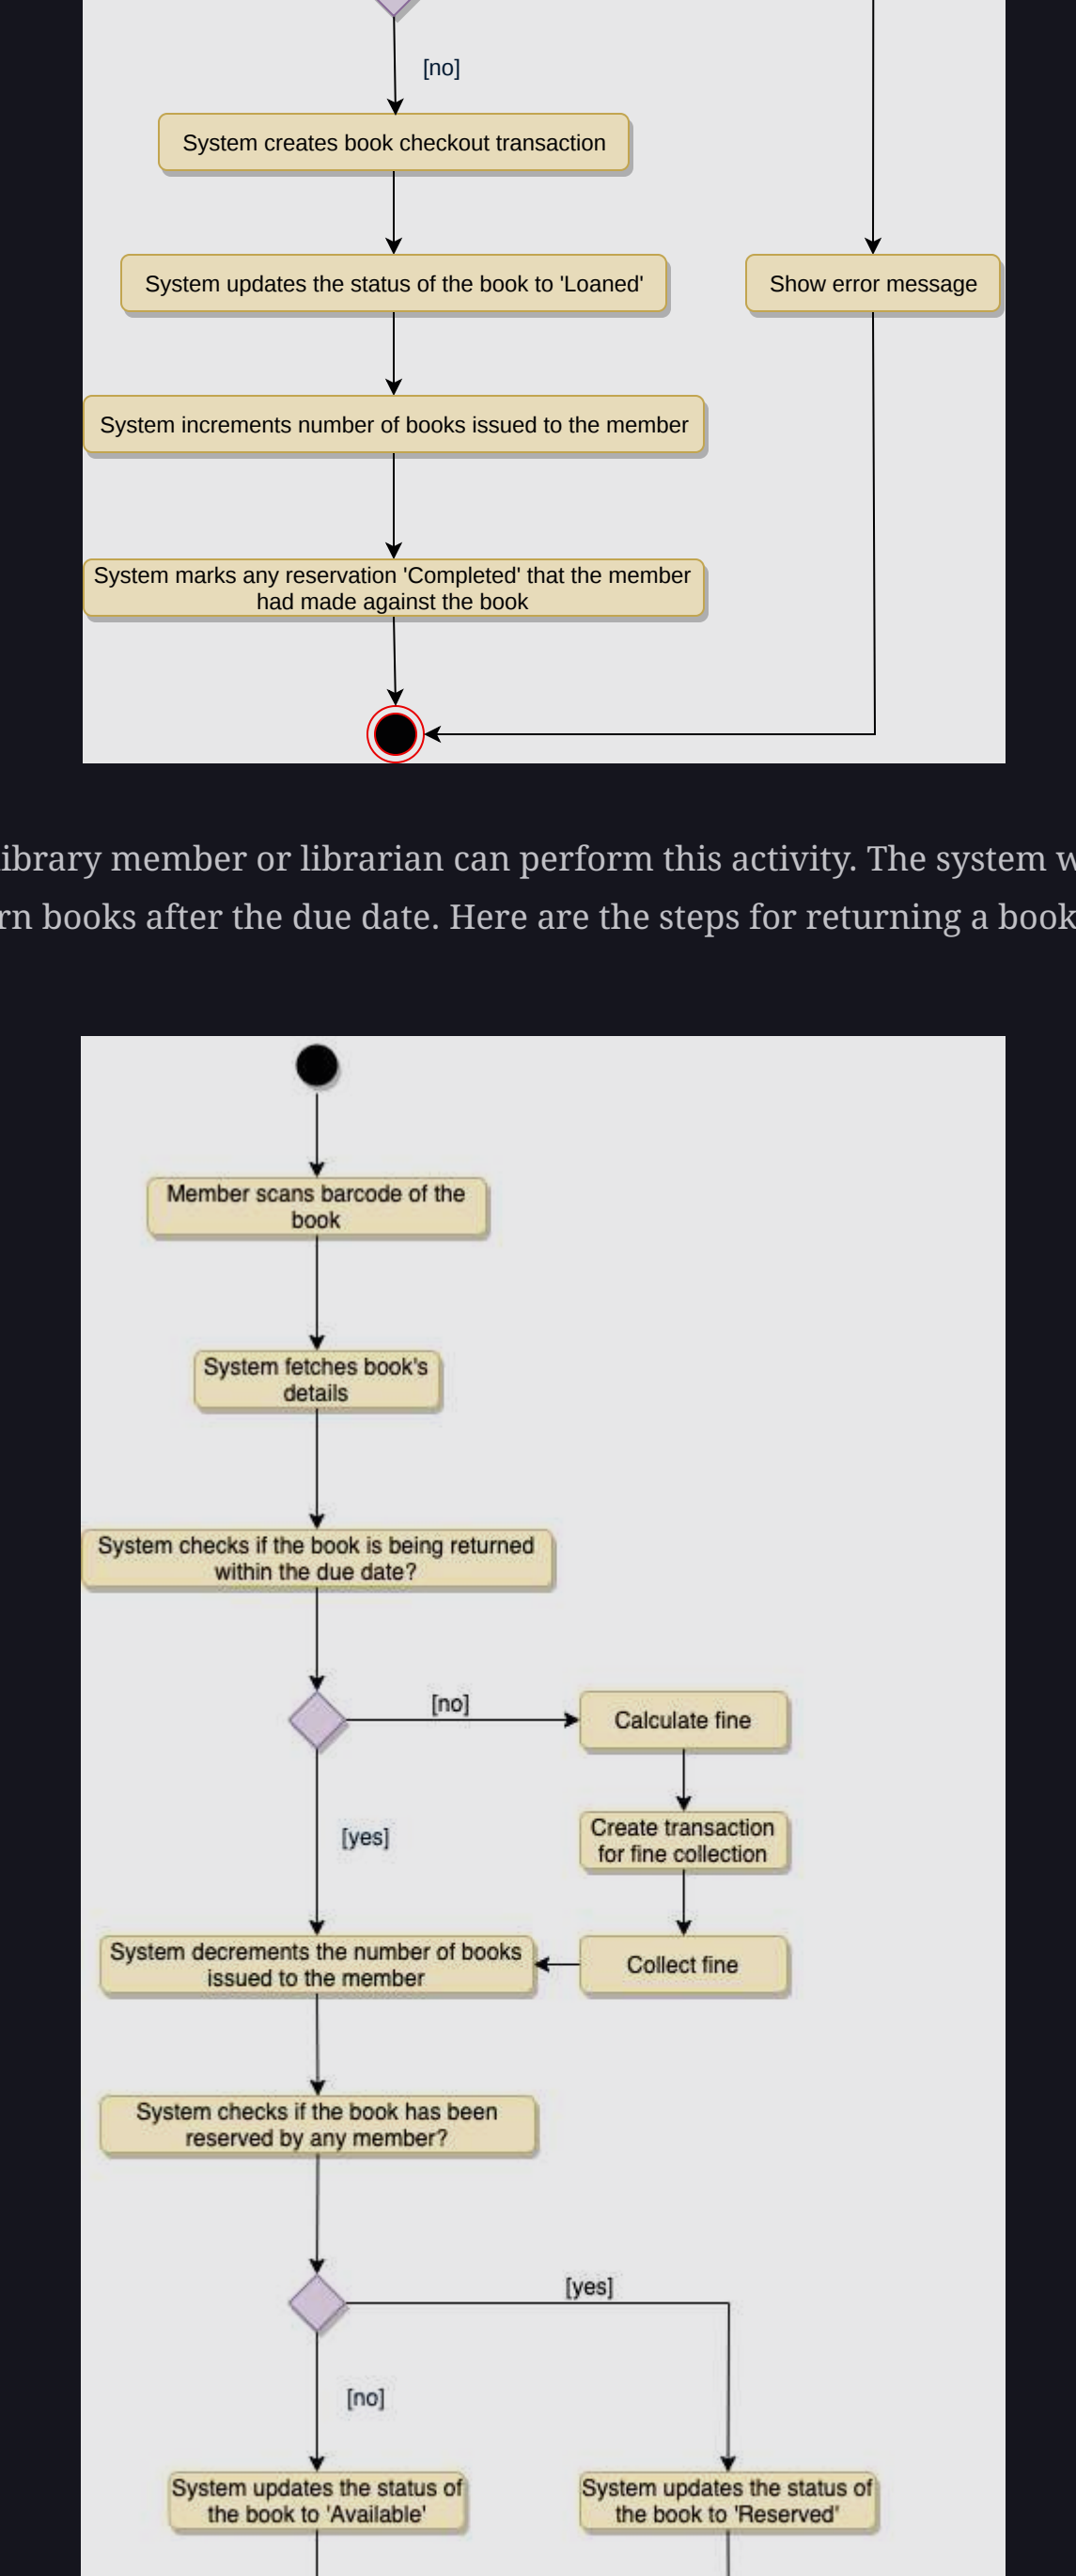 [no]
System creates book checkout transaction
System updates the status of the book to 'Loaned'
Show error message
System increments number of books issued to the member
System marks any reservation 'Completed' that the member
had made against the book
ibrary member or librarian can perform this activity. The system w
rn books after the due date. Here are the steps for returning a book
Member scans barcode of the
book
System fetches book's
details
System checks if the book is being returned
within the due date?
[no]
Calculate fine
[yes]
Create transaction
for fine collection
System decrements the number of books
issued to the member
Collect fine
System checks if the book has been
reserved by any member?
[yes]
[no]
System updates the status of
the book to 'Available'
System updates the status of
the book to 'Reserved'